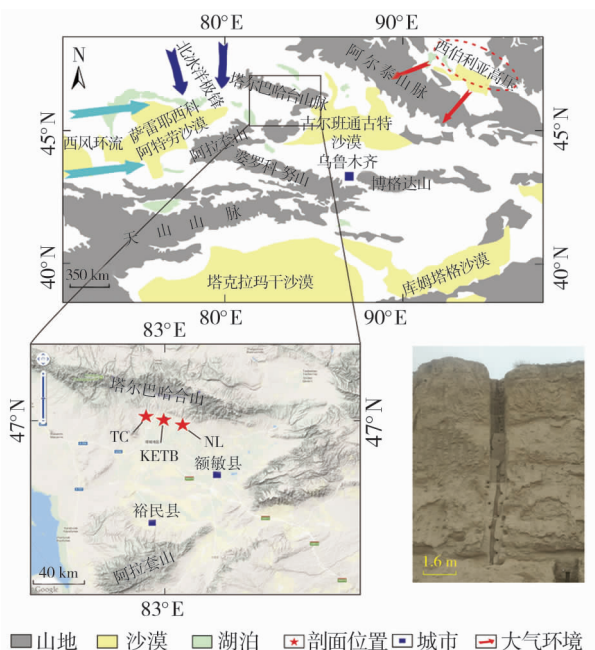 80°E
90°E
N
北冰洋极锋
塔尔巴哈台山脉
阿尔泰山脉
西伯利亚高压
45°N
45°N
萨雷耶西科
阿特劳沙漠
西风环流
阿拉套山
古尔班通古特
沙漠
乌鲁木齐
婆罗科努山
博格达山
天山山脉
40°N
40°N
350 km
塔克拉玛干沙漠
库姆塔格沙漠
80°E
90°E
83°E
塔尔巴哈台山
47°N
47°N
TC
KETB
NL
额敏县
裕民县
阿拉套山
40 km
83°E
1.6 m
山地
沙漠
湖泊
剖面位置
城市
大气环境